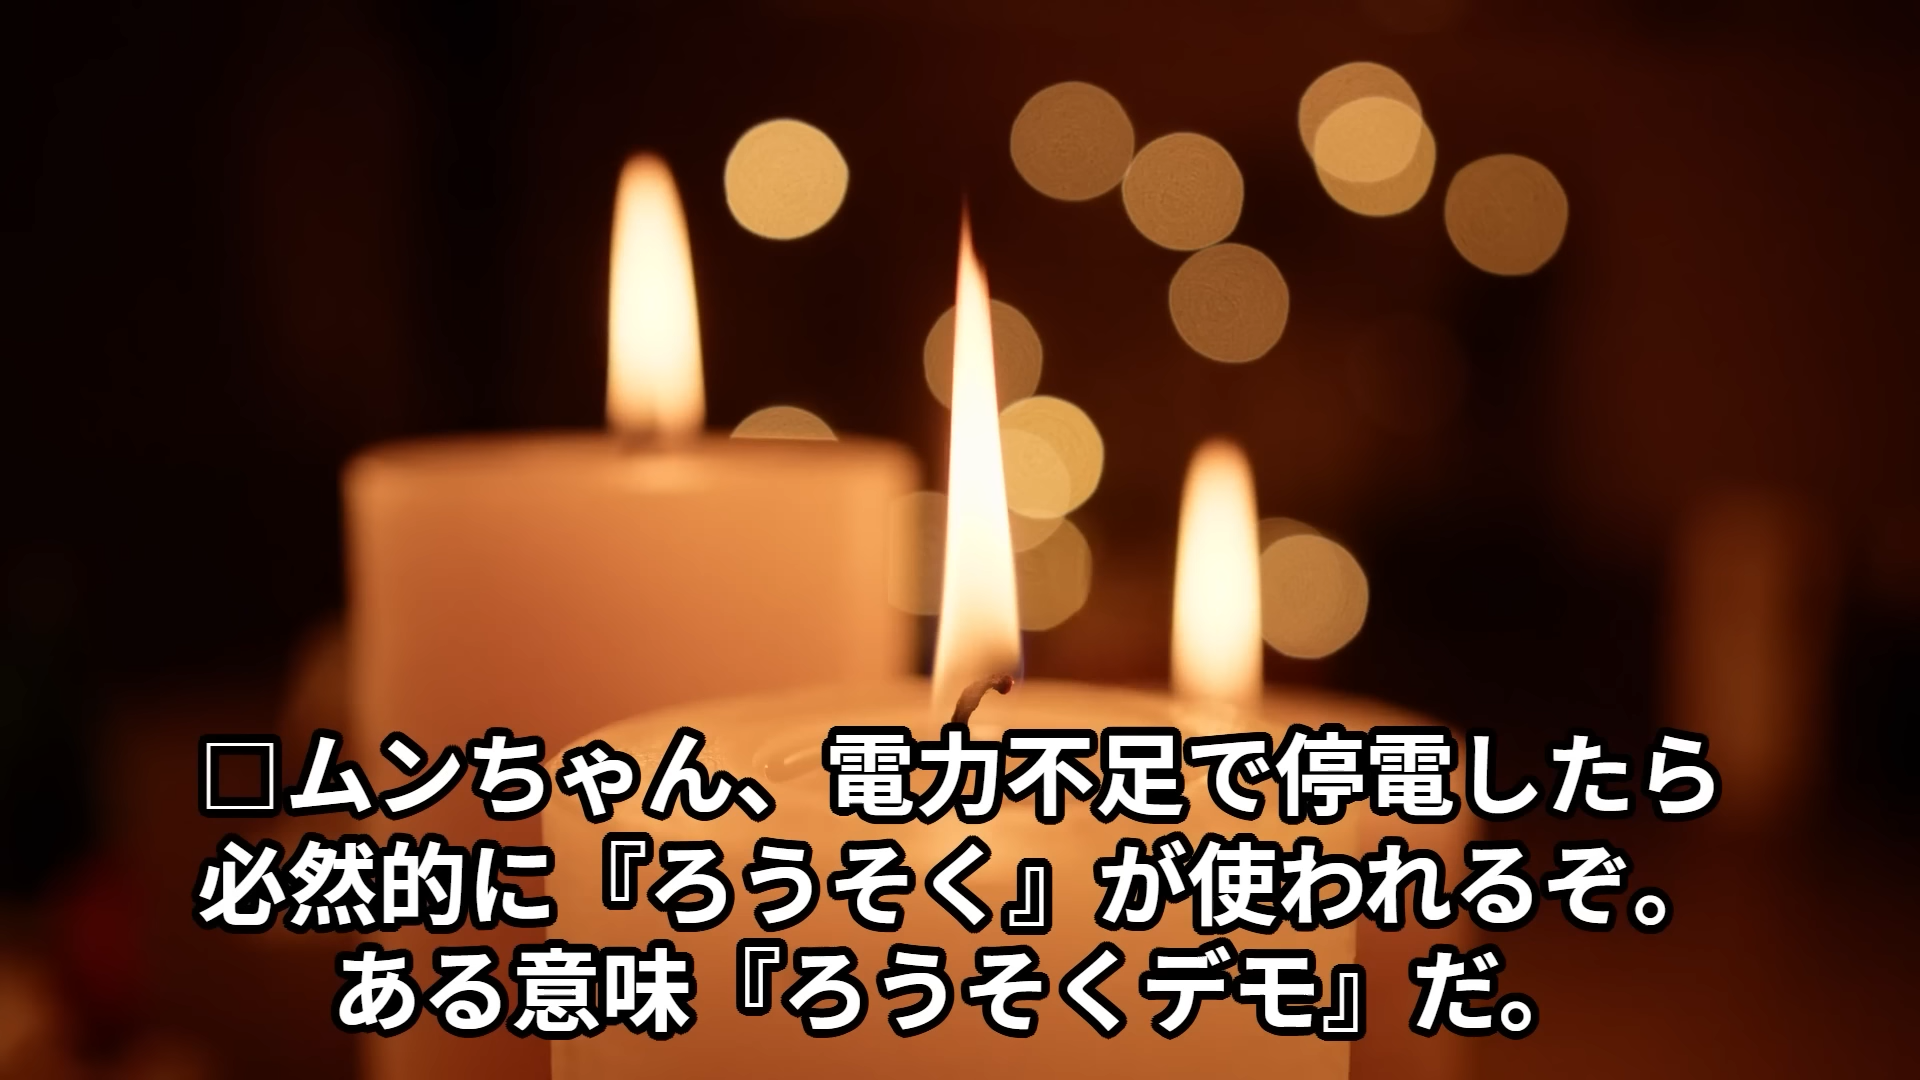 □ムンちゃん、電力不足で停電したら
必然的に『ろうそく』が使われるぞ。
ある意味『ろうそくデモ』だ。